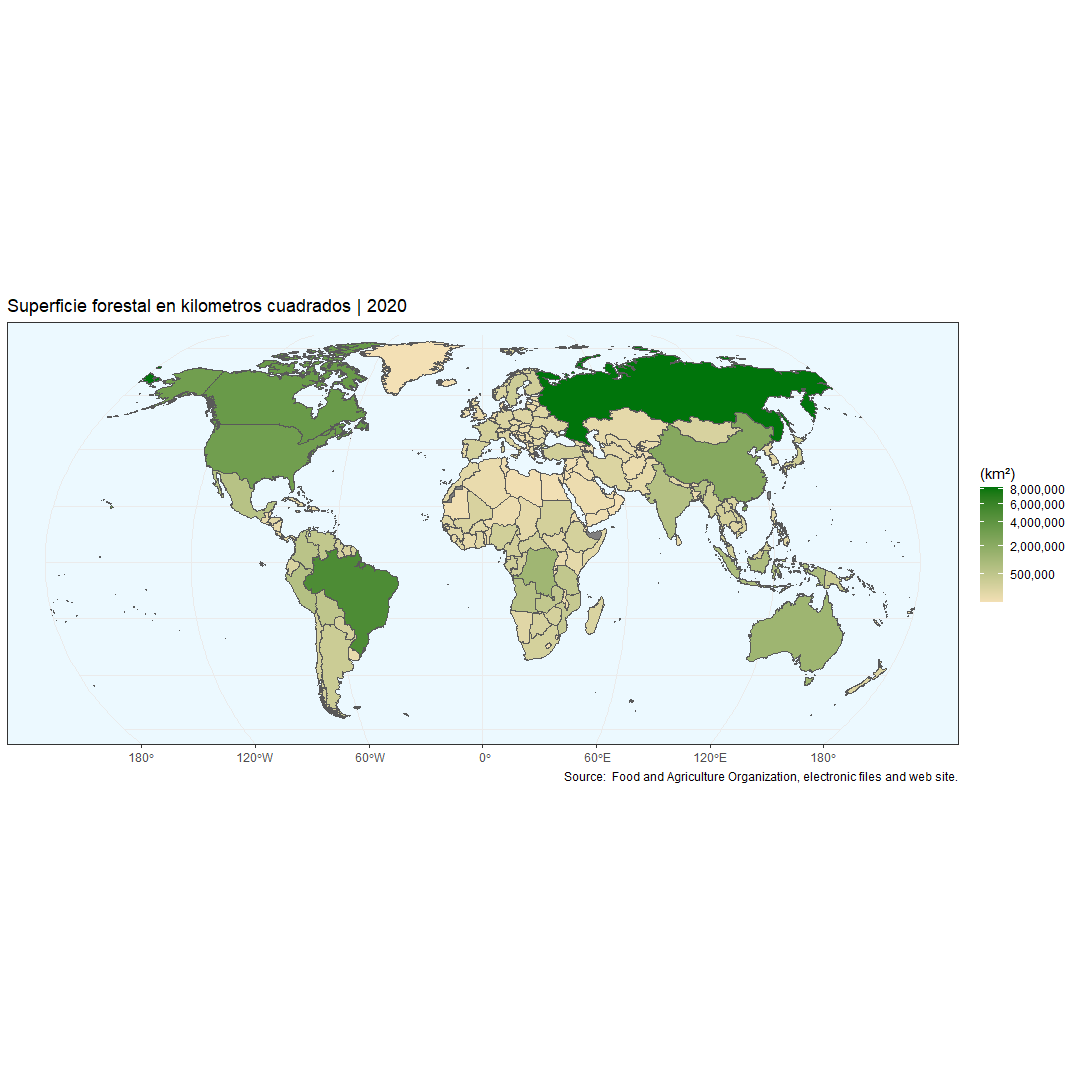 Superficie forestal en kilometros cuadrados | 2020
(km²)
8,000,000
6,000,000
4,000,000
2,000,000
500,000
180°
120°W
60°W
0°
60°E
120°E
180°
Source:  Food and Agriculture Organization, electronic files and web site.